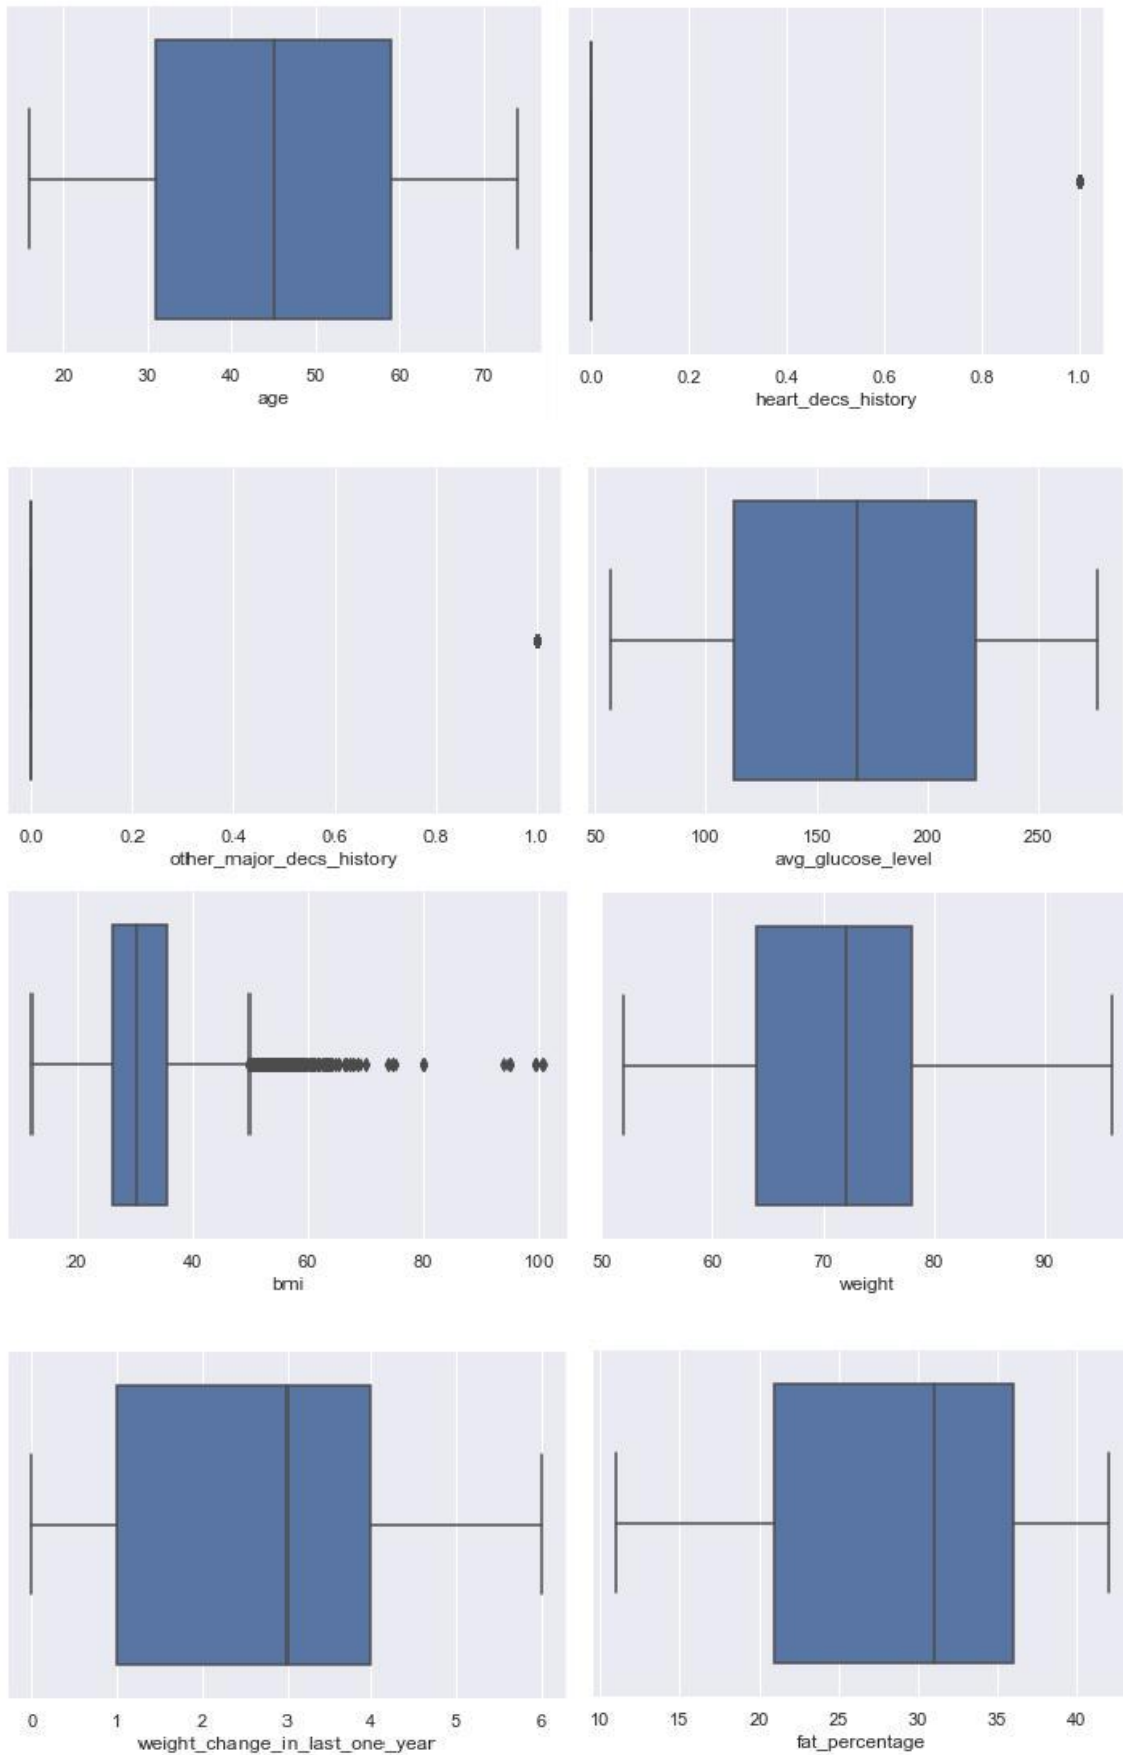 20 30 40 50 60 70
age
0.0 0.2 0.4 0.6 0.8 1.0
heart_decs_history
0.0 0.2 0.4 0.6 0.8 1.0
other_major_decs_history
50 100 150 200 250
avg_glucose_level
20 40 60 80 100
bmi
50 60 70 80 90
weight
0 1 2 3 4 5 6
weight_change_in_last_one_year
10 15 20 25 30 35 40
fat_percentage